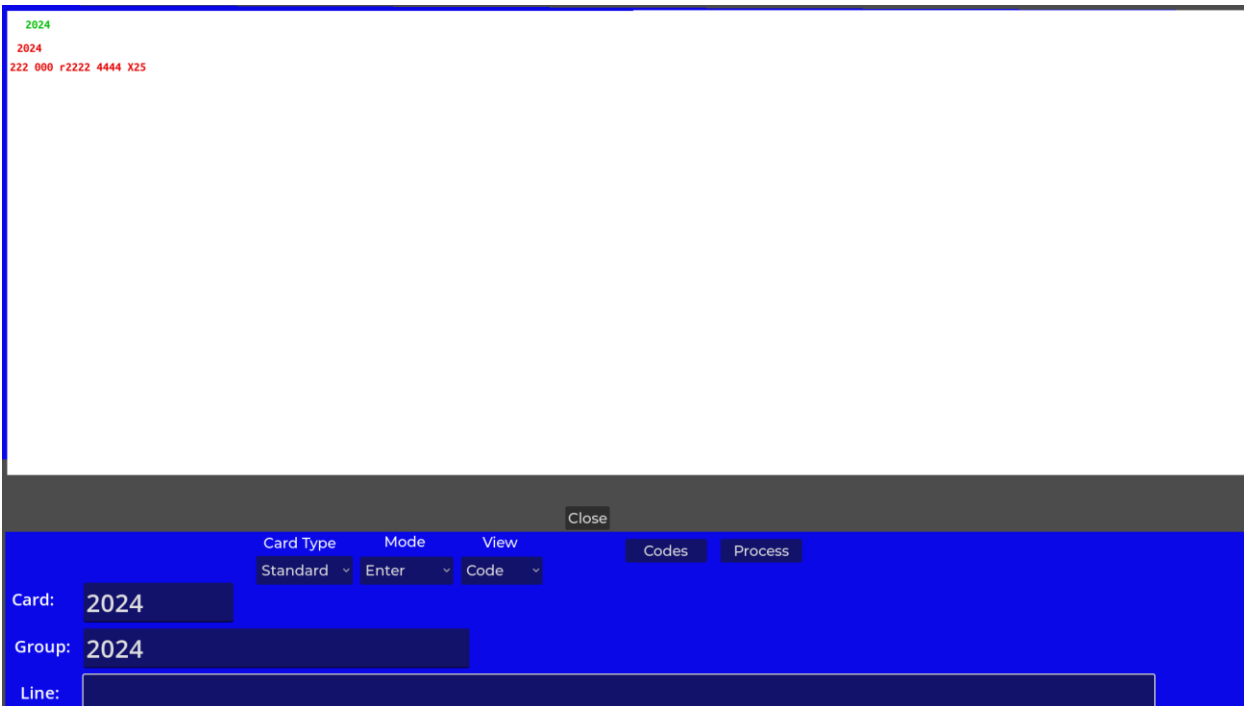 2024
2024
222 000 r2222 4444 X25
Close
Card Type Mode View
Codes Process
Standard Enter Code
Card: 2024
Group: 2024
Line: